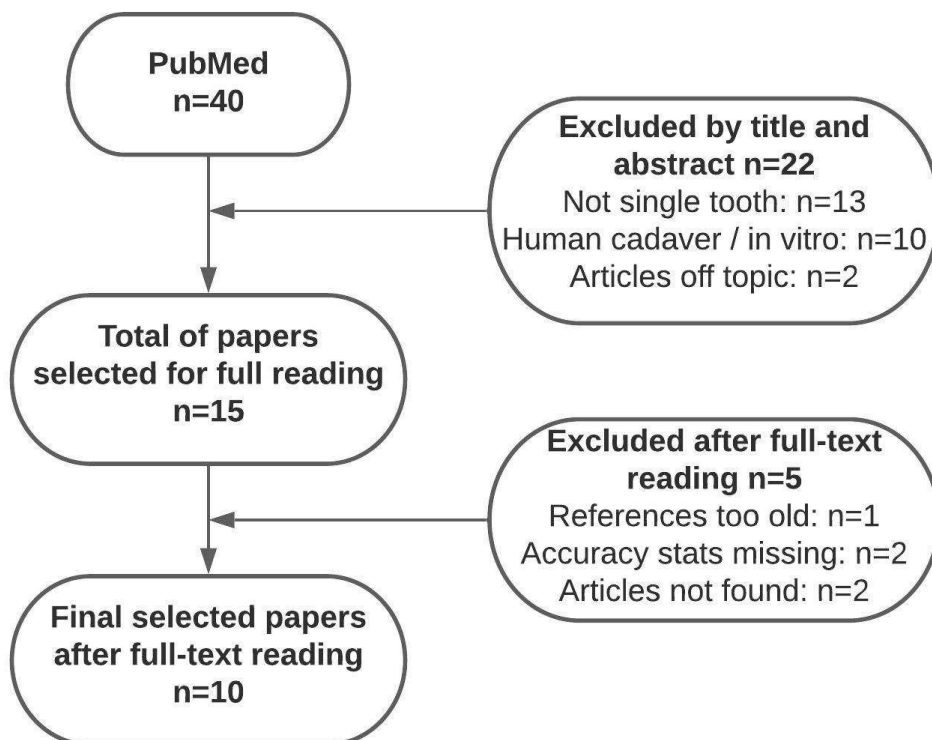 PubMed
n=40
Excluded by title and
abstract n=22
Not single tooth: n=13
Human cadaver / in vitro: n=10
Articles off topic: n=2
Total of papers
selected for full reading
n=15
Excluded after full-text
reading n=5
References too old: n=1
Accuracy stats missing: n=2
Articles not found: n=2
Final selected papers
after full-text reading
n=10